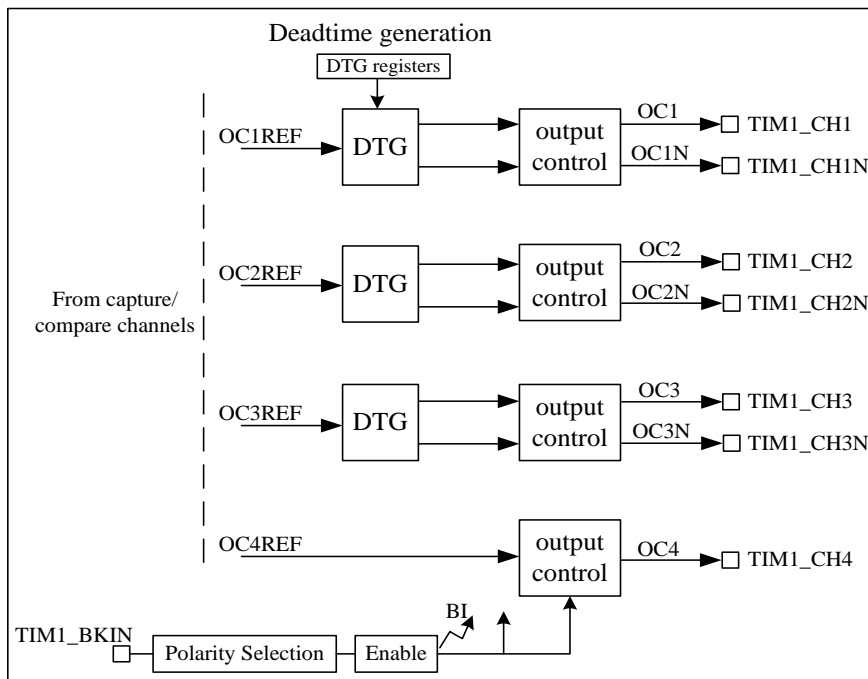 Deadtime generation
DTG registers
OC1REF
DTG
output
control
OC1
TIM1_CH1
OC1N
TIM1_CH1N
OC2REF
DTG
output
control
OC2
TIM1_CH2
OC2N
TIM1_CH2N
From capture/
compare channels
OC3REF
DTG
output
control
OC3
TIM1_CH3
OC3N
TIM1_CH3N
OC4REF
output
control
OC4
TIM1_CH4
BI
TIM1_BKIN
Polarity Selection
Enable